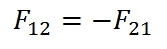 F₁₂ = −F₂₁